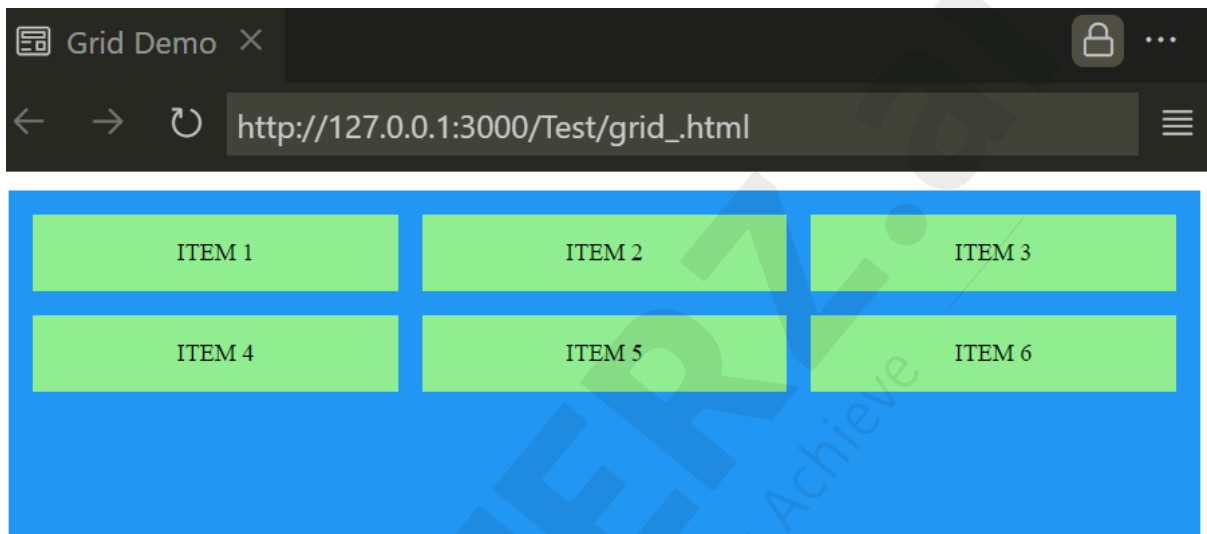 Grid Demo
http://127.0.0.1:3000/Test/grid_.html
ITEM 1 ITEM 2 ITEM 3
ITEM 4 ITEM 5 ITEM 6
Achieve